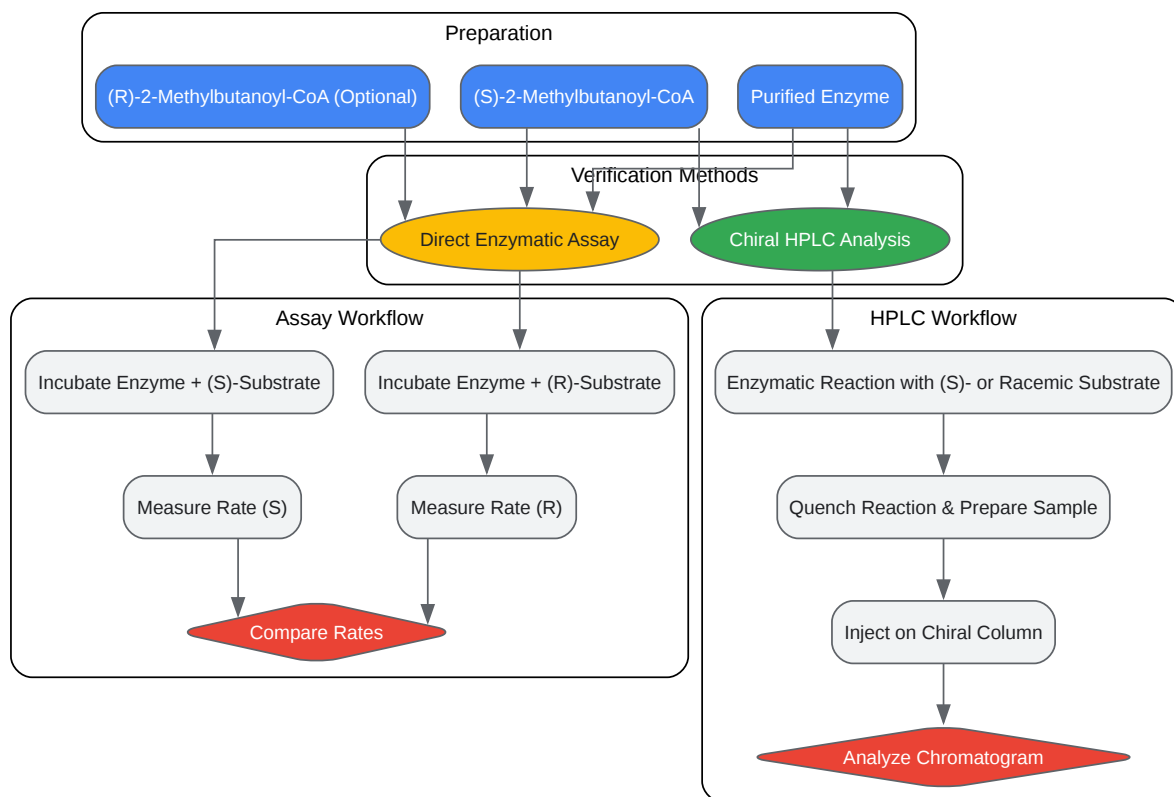 Preparation
(R)-2-Methylbutanoyl-CoA (Optional)
(S)-2-Methylbutanoyl-CoA
Purified Enzyme
Verification Methods
Direct Enzymatic Assay
Chiral HPLC Analysis
Assay Workflow
HPLC Workflow
Incubate Enzyme + (S)-Substrate
Incubate Enzyme + (R)-Substrate
Enzymatic Reaction with (S)- or Racemic Substrate
Measure Rate (S)
Measure Rate (R)
Quench Reaction & Prepare Sample
Compare Rates
Inject on Chiral Column
Analyze Chromatogram